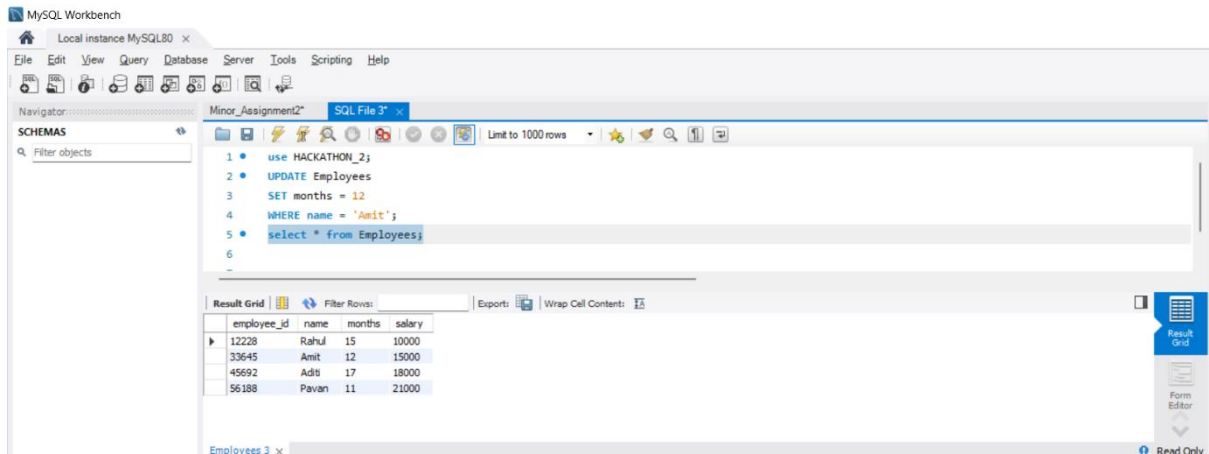 MySQL Workbench
Local instance MySQL80 ×
File Edit View Query Database Server Tools Scripting Help
Navigator
Minor_Assignment2* SQL File 3* ×
SCHEMAS
Limit to 1000 rows
Filter objects
1 use HACKATHON_2;
2 UPDATE Employees
3 SET months = 12
4 WHERE name = 'Amit';
5 select * from Employees;
6
Result Grid Filter Rows: Export: Wrap Cell Content:
employee_id name months salary
12228 Rahul 15 10000
33645 Amit 12 15000
45692 Aditi 17 18000
56188 Pavan 11 21000
Result
Grid
Form
Editor
Employees 3 × Read Only